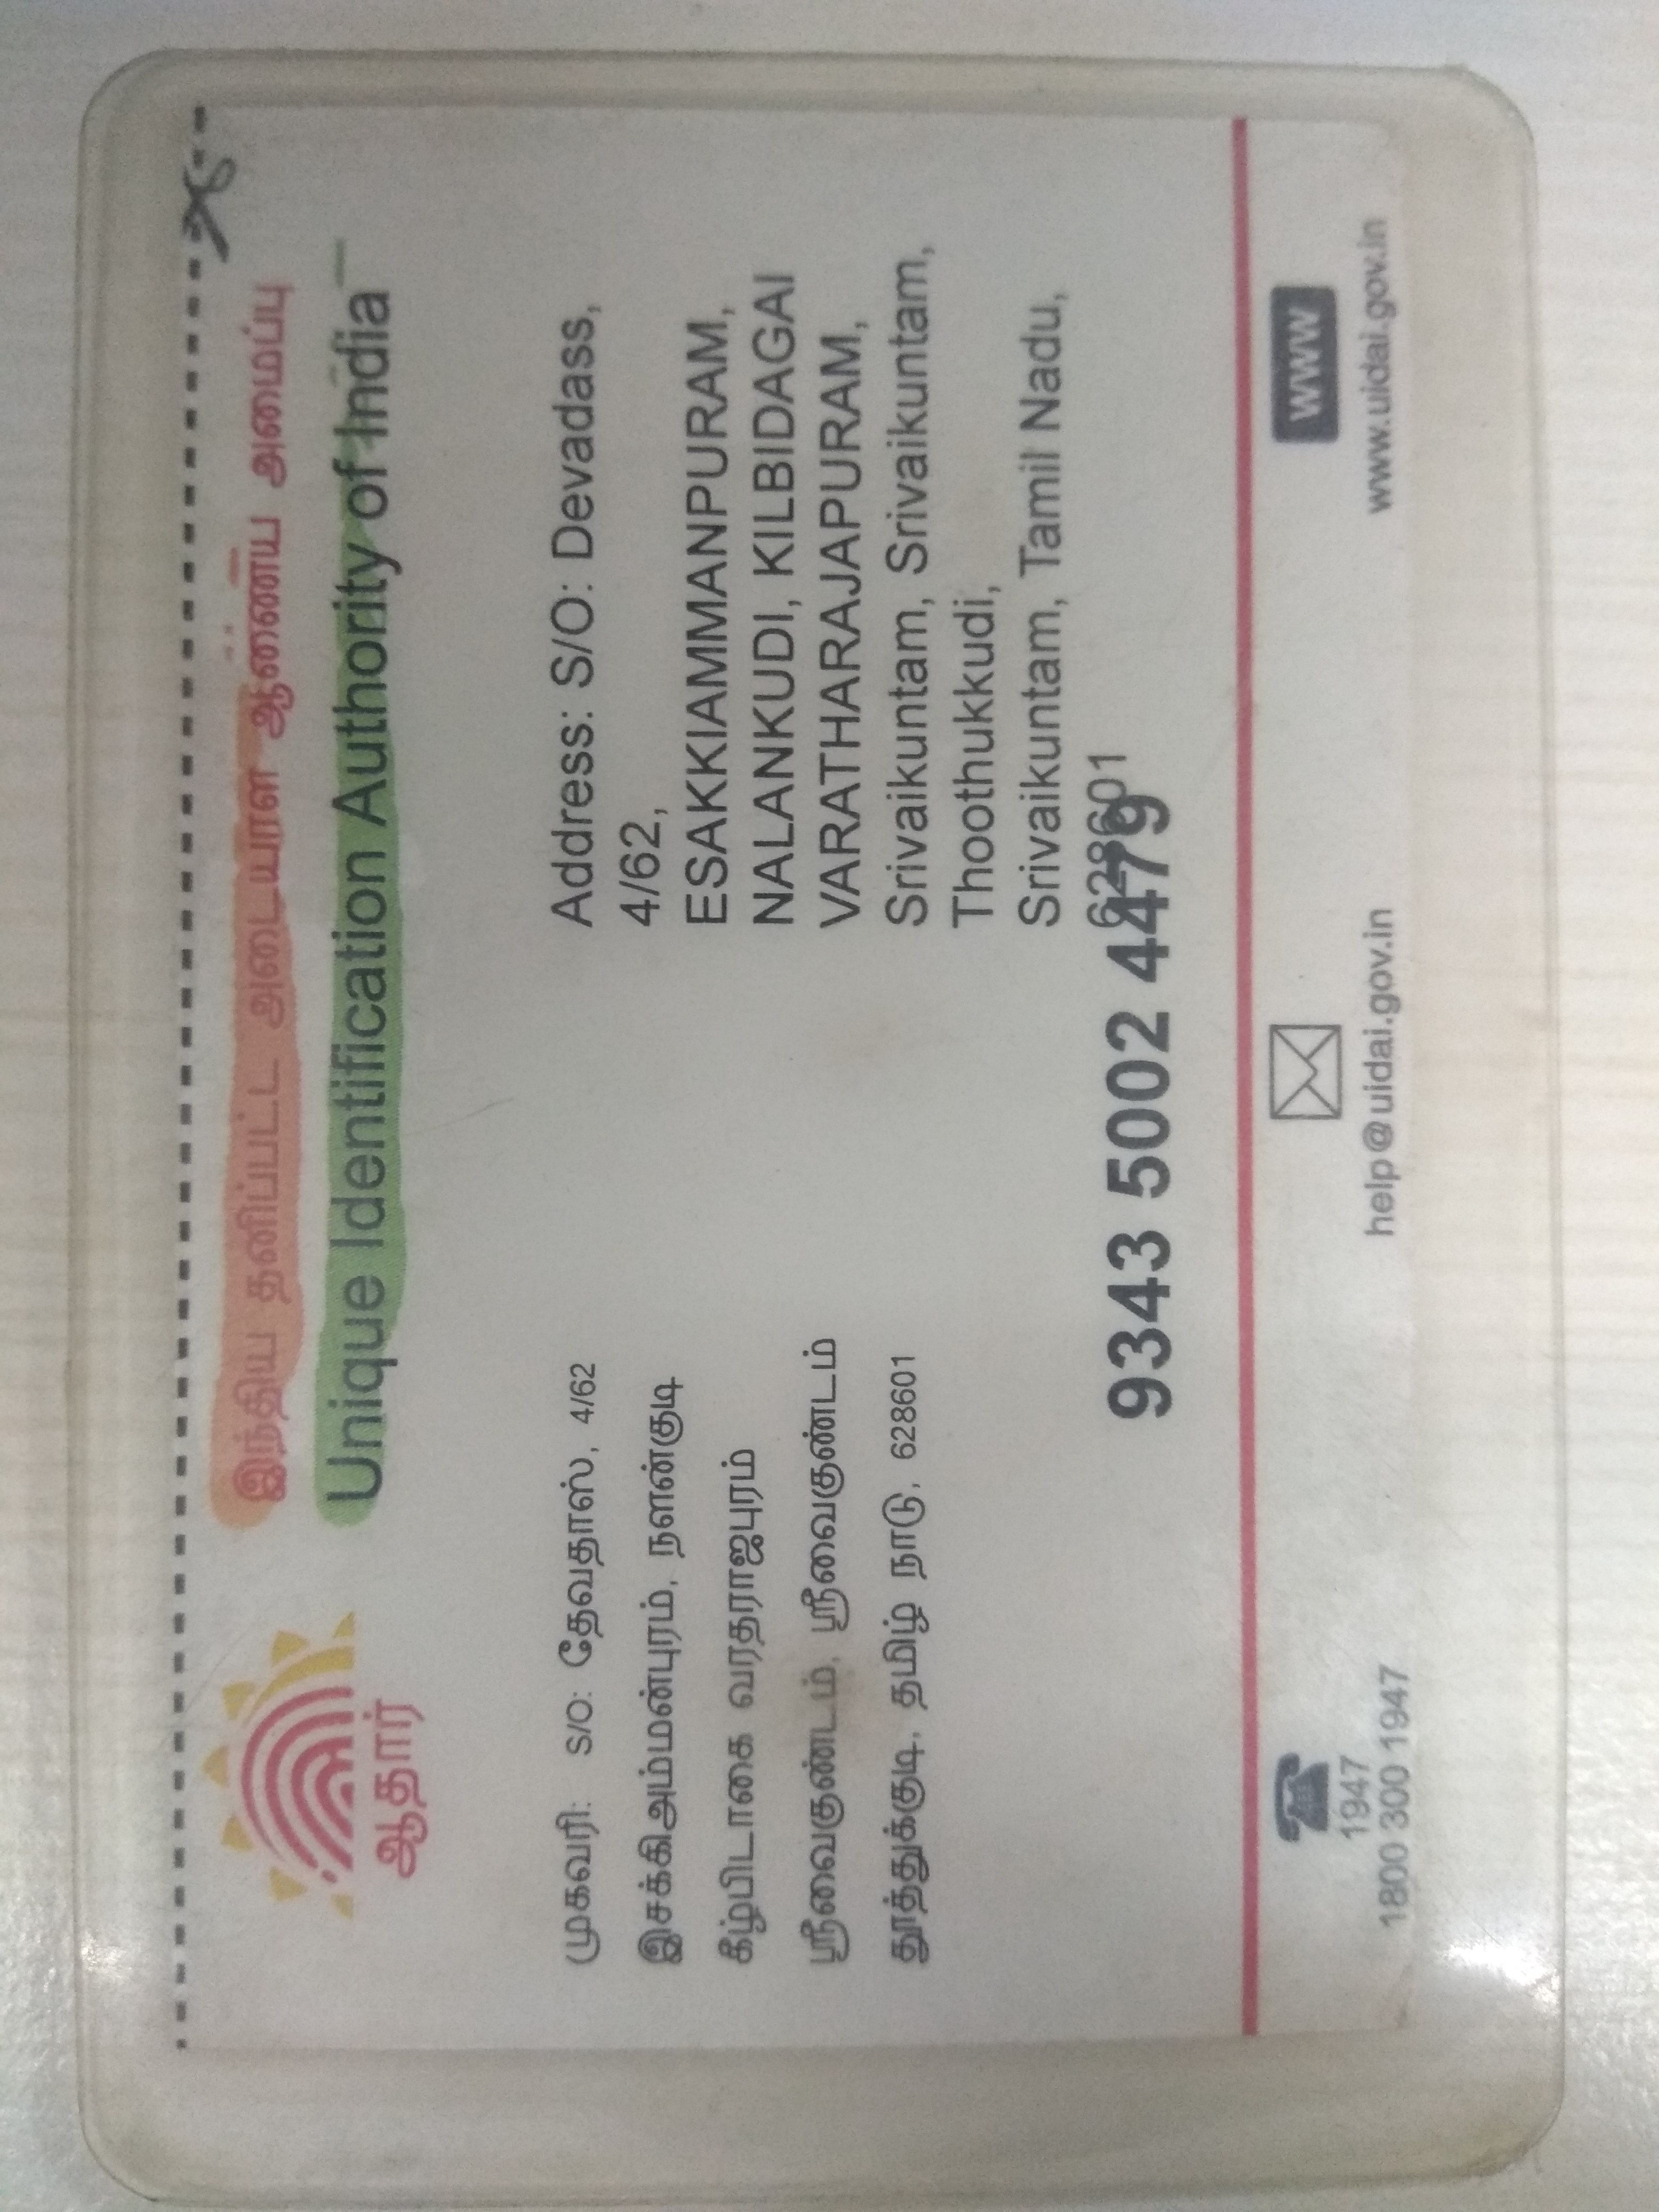 இந்திய தனிப்பட்ட அடையாள ஆணைய அமைப்பு
Unique Identification Authority of India
ஆதார்
முகவரி: S/O: தேவதாஸ், 4/62
இசக்கிஅம்மன்புரம், நளன்குடி
கீழ்பிடாகை வரதராஜபுரம்
ஸ்ரீவைகுண்டம், ஸ்ரீவைகுண்டம்
தூத்துக்குடி, தமிழ் நாடு, 628601
Address: S/O: Devadass,
4/62,
ESAKKIAMMANPURAM,
NALANKUDI, KILBIDAGAI
VARATHARAJAPURAM,
Srivaikuntam, Srivaikuntam,
Thoothukkudi,
Srivaikuntam, Tamil Nadu,
628601
9343 5002 4479
1947
1800 300 1947
help@uidai.gov.in
WWW
www.uidai.gov.in